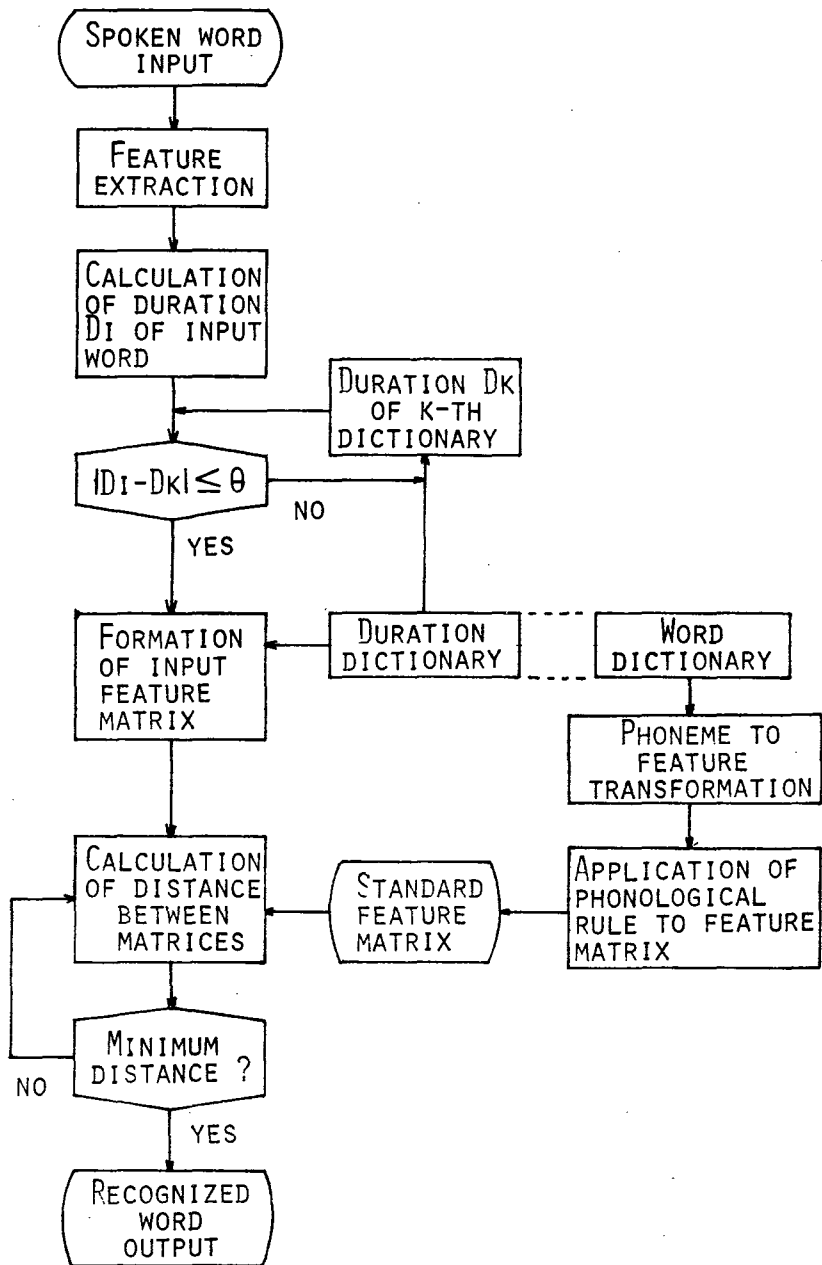 SPOKEN WORD
INPUT
FEATURE
EXTRACTION
CALCULATION
OF DURATION
DI OF INPUT
WORD
DURATION DK
OF K-TH
DICTIONARY
|DI-DK| ≤ θ
NO
YES
FORMATION
OF INPUT
FEATURE
MATRIX
DURATION
DICTIONARY
WORD
DICTIONARY
PHONEME TO
FEATURE
TRANSFORMATION
CALCULATION
OF DISTANCE
BETWEEN
MATRICES
STANDARD
FEATURE
MATRIX
APPLICATION OF
PHONOLOGICAL
RULE TO FEATURE
MATRIX
MINIMUM
DISTANCE ?
NO
YES
RECOGNIZED
WORD
OUTPUT